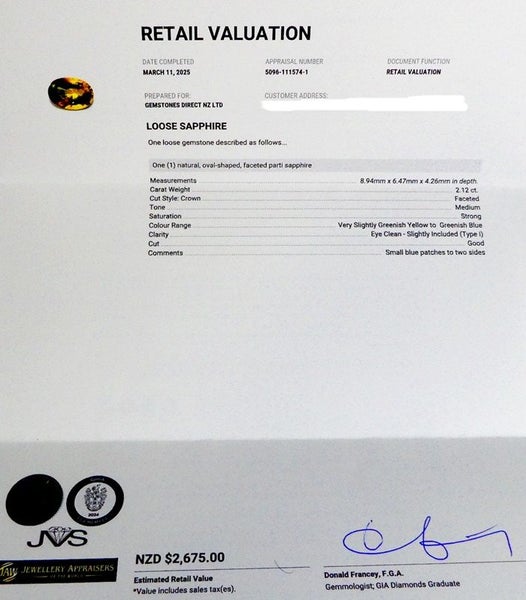 RETAIL VALUATION
DATE COMPLETED APPRAISAL NUMBER DOCUMENT FUNCTION
MARCH 11, 2025 5096-111574-1 RETAIL VALUATION
PREPARED FOR: CUSTOMER ADDRESS:
GEMSTONES DIRECT NZ LTD
LOOSE SAPPHIRE
One loose gemstone described as follows...
One (1) natural, oval-shaped, faceted parti sapphire
Measurements 8.94mm x 6.47mm x 4.26mm in depth.
Carat Weight 2.12 ct.
Cut Style: Crown Faceted
Tone Medium
Saturation Strong
Colour Range Very Slightly Greenish Yellow to Greenish Blue
Clarity Eye Clean - Slightly Included (Type I)
Cut Good
Comments Small blue patches to two sides
2024
JVS
JAW JEWELLERY APPRAISERS
OF THE WORLD
NZD $2,675.00
Estimated Retail Value
*Value includes sales tax(es).
Donald Francey, F.G.A.
Gemmologist; GIA Diamonds Graduate